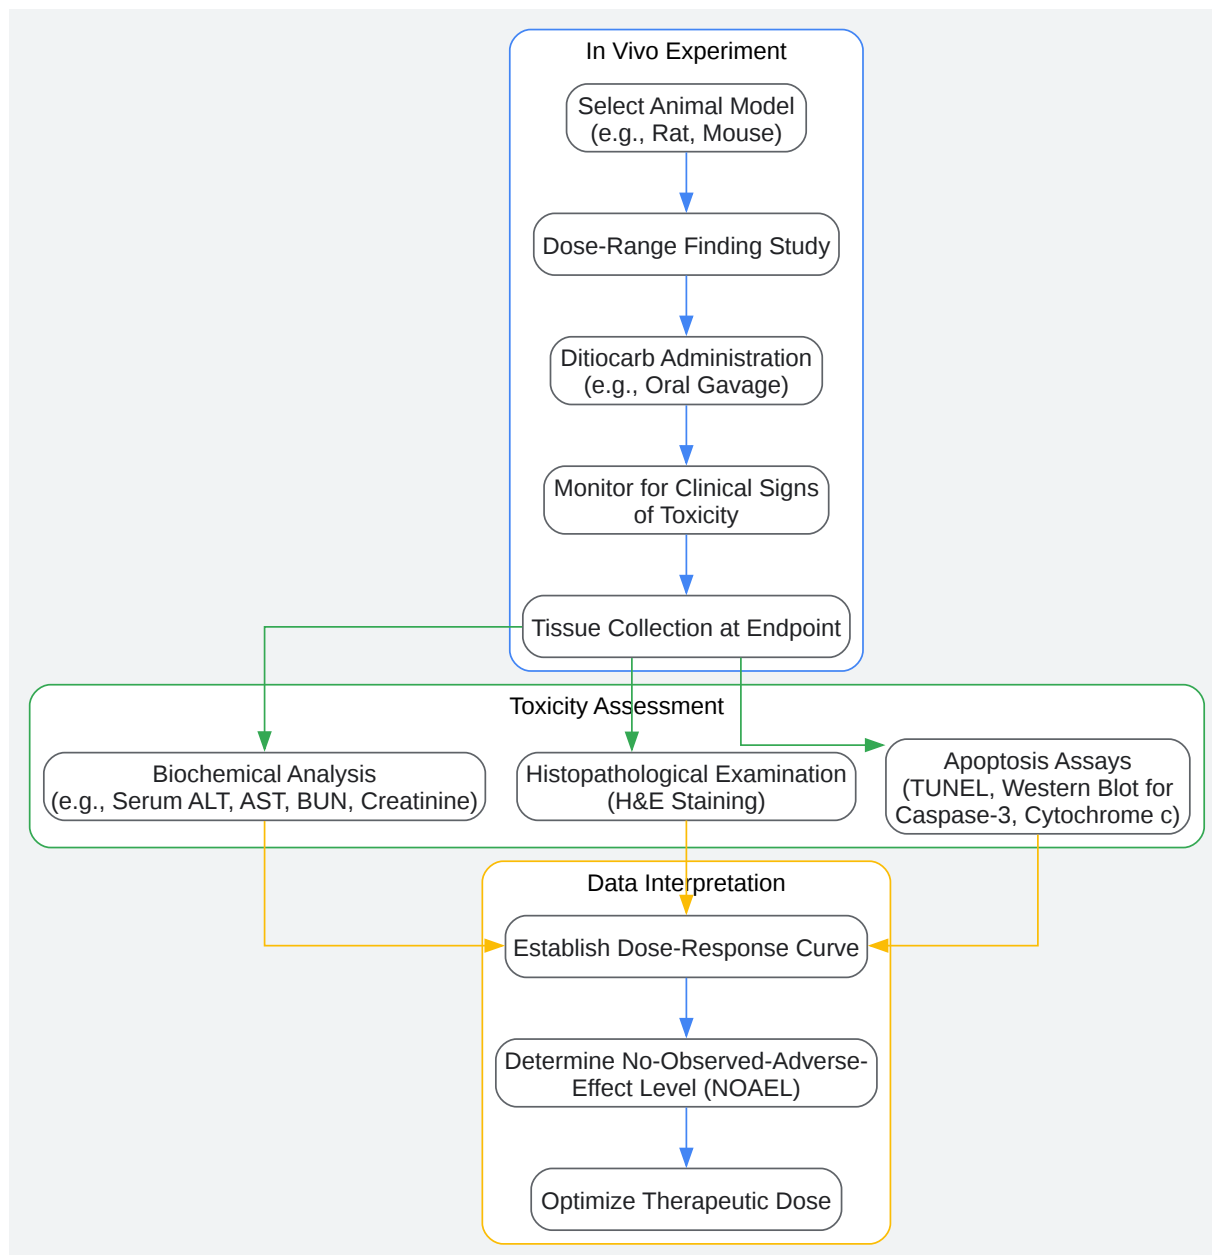 In Vivo Experiment
Select Animal Model
(e.g., Rat, Mouse)
Dose-Range Finding Study
Ditiocarb Administration
(e.g., Oral Gavage)
Monitor for Clinical Signs
of Toxicity
Tissue Collection at Endpoint
Toxicity Assessment
Biochemical Analysis
(e.g., Serum ALT, AST, BUN, Creatinine)
Histopathological Examination
(H&E Staining)
Apoptosis Assays
(TUNEL, Western Blot for
Caspase-3, Cytochrome c)
Data Interpretation
Establish Dose-Response Curve
Determine No-Observed-Adverse-
Effect Level (NOAEL)
Optimize Therapeutic Dose